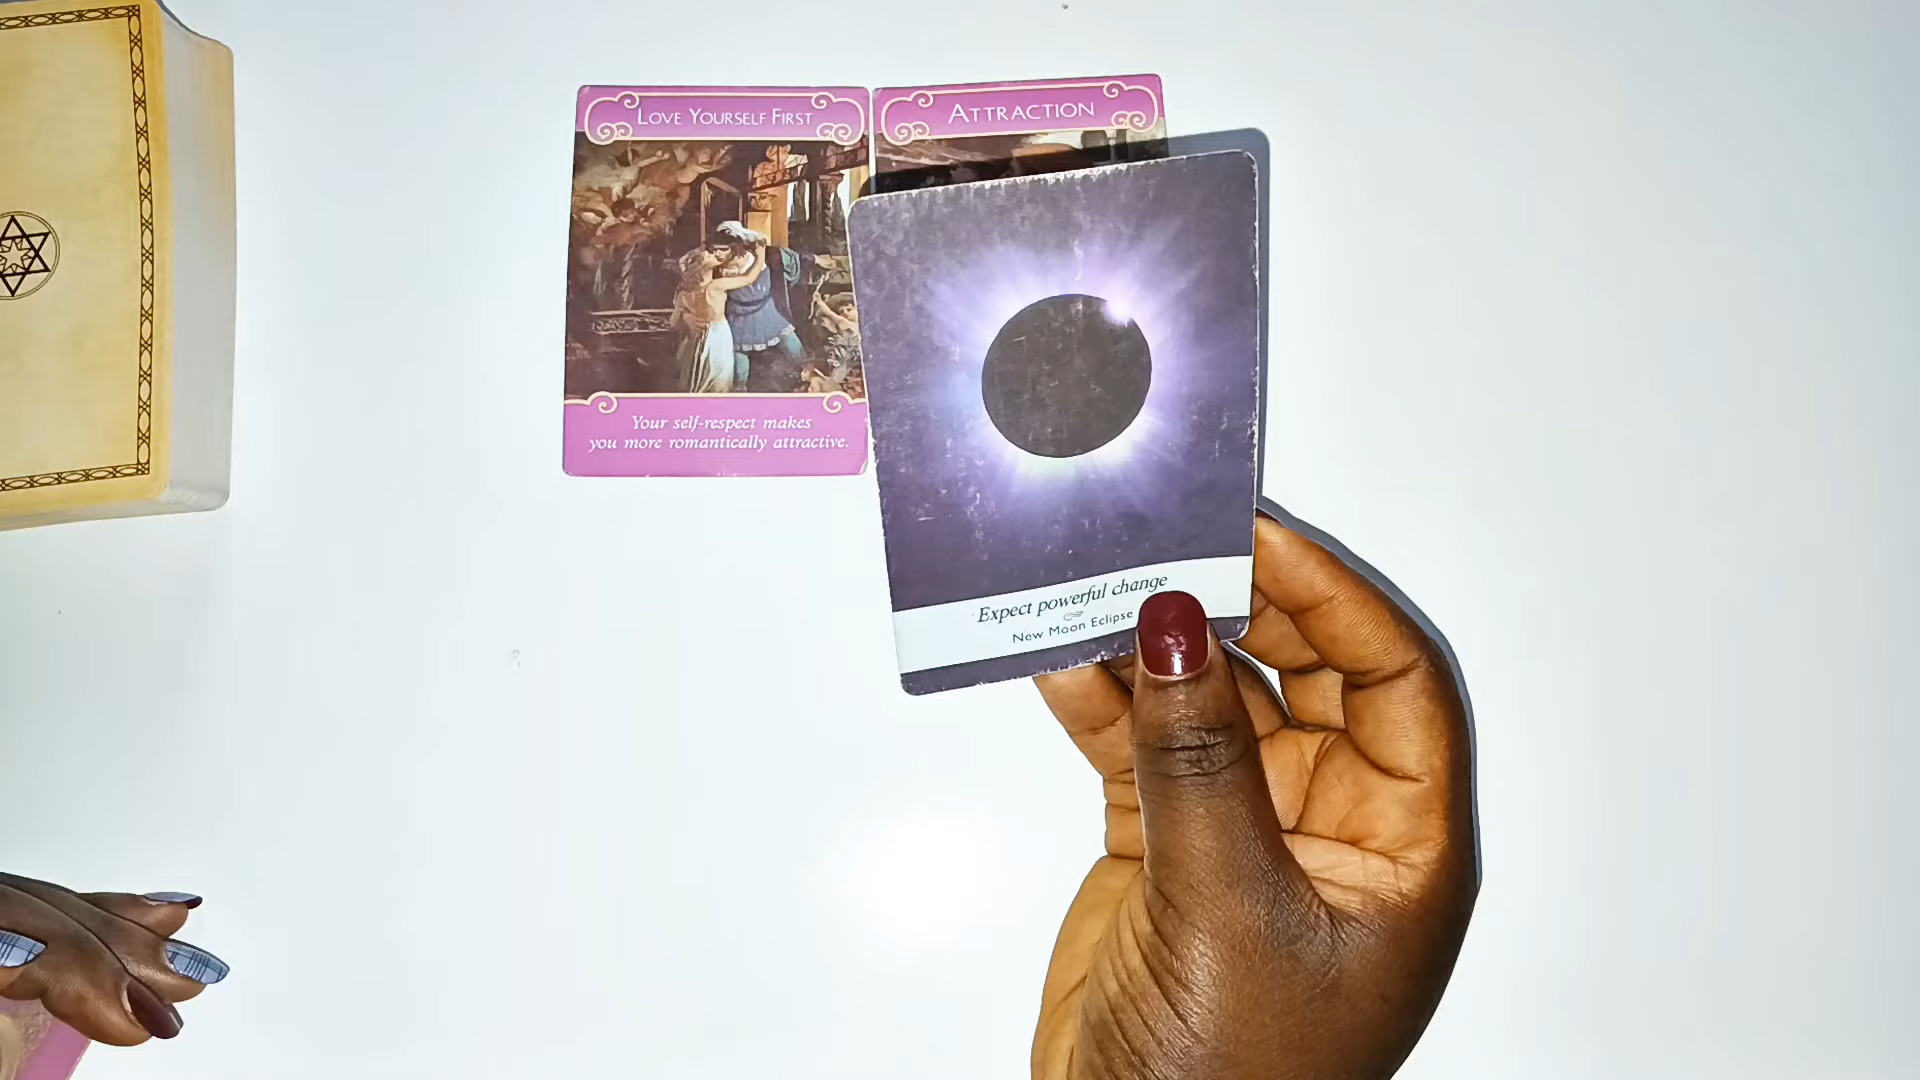 LOVE YOURSELF FIRST
ATTRACTION
Your self-respect makes
you more romantically attractive.
Expect powerful change
New Moon Eclipse